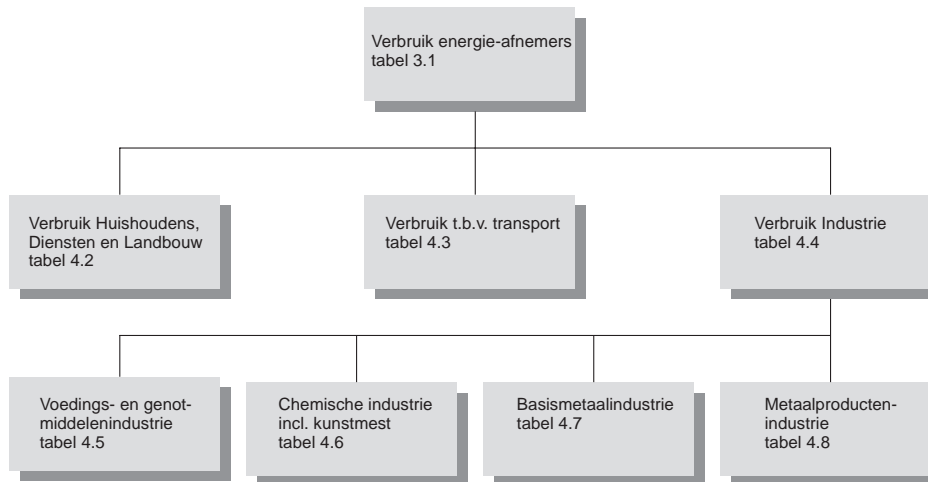 Verbruik energie-afnemers
tabel 3.1
Verbruik Huishoudens,
Diensten en Landbouw
tabel 4.2
Verbruik t.b.v. transport
tabel 4.3
Verbruik Industrie
tabel 4.4
Voedings- en genot-
middelenindustrie
tabel 4.5
Chemische industrie
incl. kunstmest
tabel 4.6
Basismetaalindustrie
tabel 4.7
Metaalproducten-
industrie
tabel 4.8